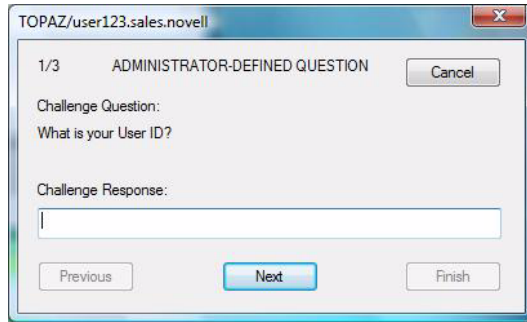 TOPAZ/user123.sales.novell
1/3 ADMINISTRATOR-DEFINED QUESTION
Cancel
Challenge Question:
What is your User ID?
Challenge Response:
Previous Next Finish